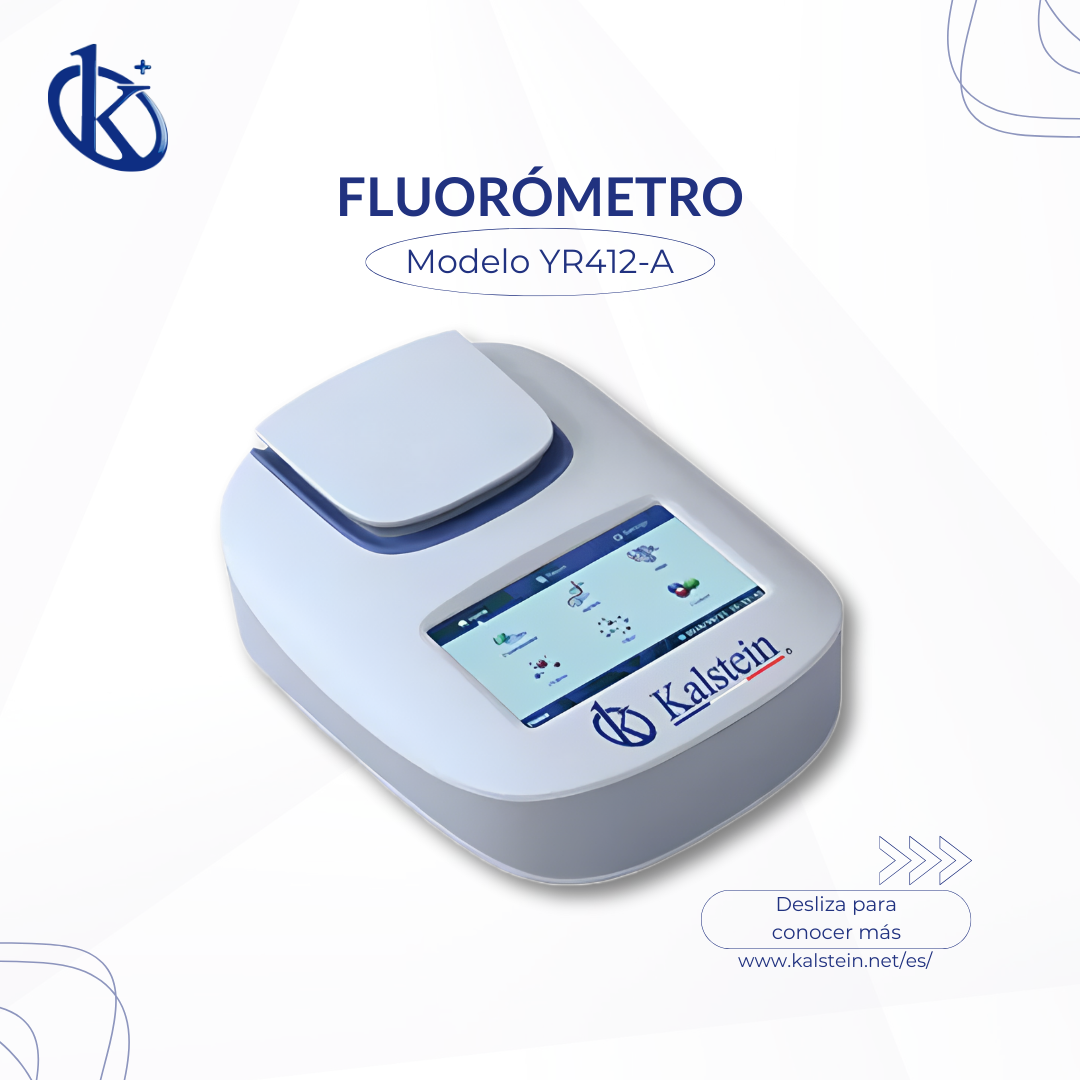 FLUORÓMETRO
Modelo YR412-A
Kalstein
Desliza para
conocer más
www.kalstein.net/es/